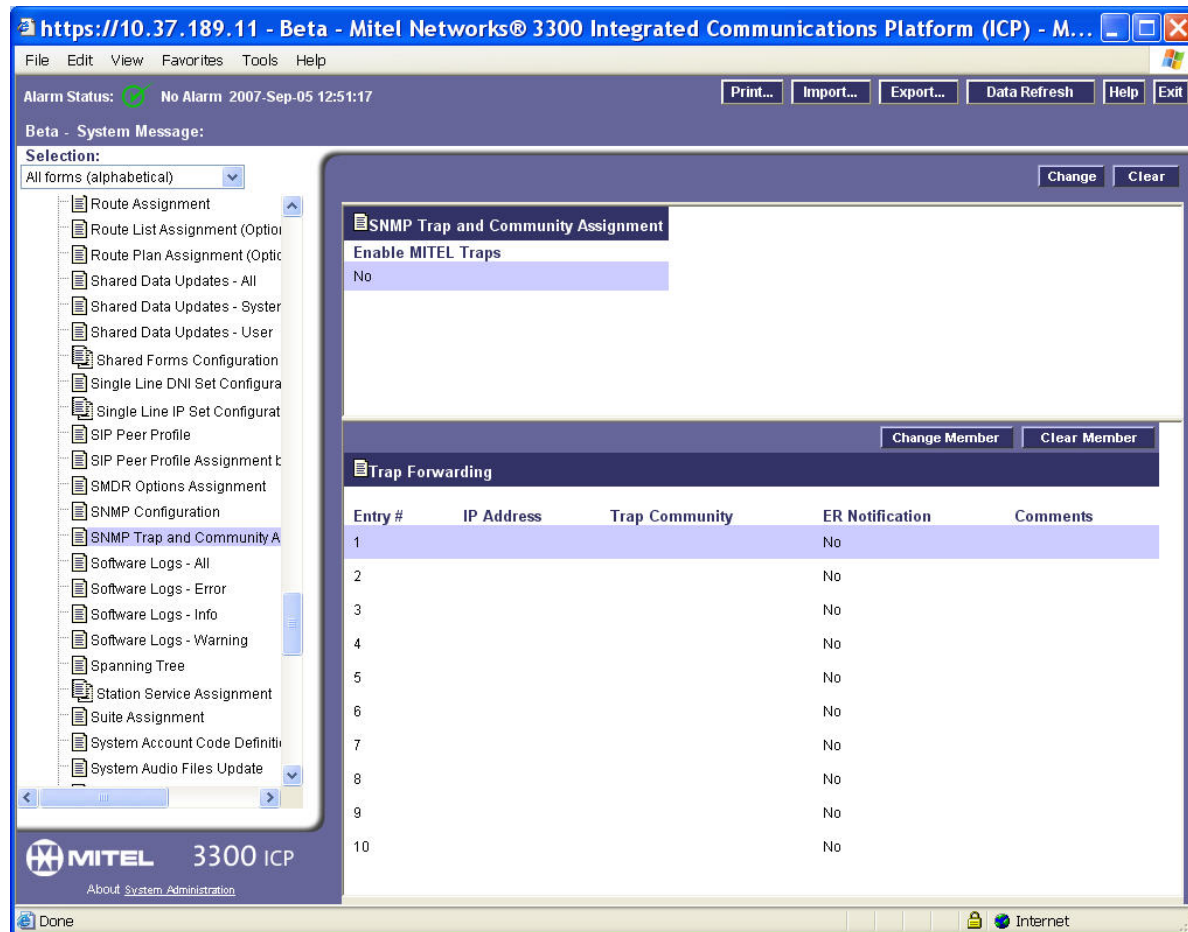 https://10.37.189.11 - Beta - Mitel Networks® 3300 Integrated Communications Platform (ICP) - M...
File Edit View Favorites Tools Help
Alarm Status: No Alarm 2007-Sep-05 12:51:17
Print... Import... Export... Data Refresh Help Exit
Beta - System Message:
Selection:
All forms (alphabetical)
Route Assignment
Route List Assignment (Option
Route Plan Assignment (Optic
Shared Data Updates - All
Shared Data Updates - System
Shared Data Updates - User
Shared Forms Configuration
Single Line DNI Set Configura
Single Line IP Set Configurat
SIP Peer Profile
SIP Peer Profile Assignment b
SMDR Options Assignment
SNMP Configuration
SNMP Trap and Community A
Software Logs - All
Software Logs - Error
Software Logs - Info
Software Logs - Warning
Spanning Tree
Station Service Assignment
Suite Assignment
System Account Code Definitio
System Audio Files Update
MITEL 3300 ICP
About System Administration
Change Clear
SNMP Trap and Community Assignment
Enable MITEL Traps
No
Change Member Clear Member
Trap Forwarding
Entry # IP Address Trap Community ER Notification Comments
1 No
2 No
3 No
4 No
5 No
6 No
7 No
8 No
9 No
10 No
Done Internet